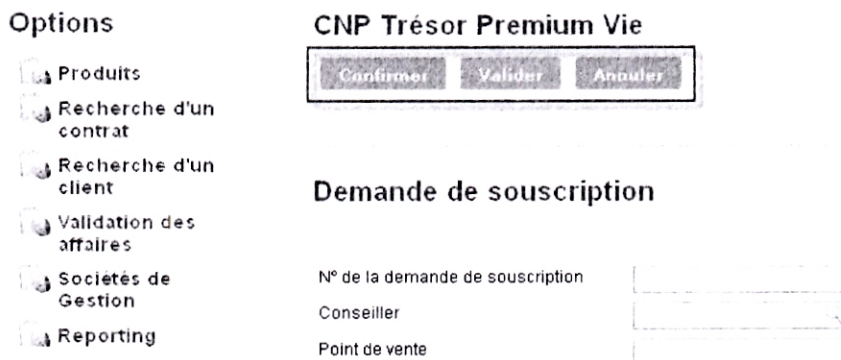 Options
Produits
Recherche d'un
contrat
Recherche d'un
client
Validation des
affaires
Sociétés de
Gestion
Reporting
CNP Trésor Premium Vie
Confirmer Valider Annuler
Demande de souscription
N° de la demande de souscription
Conseiller
Point de vente